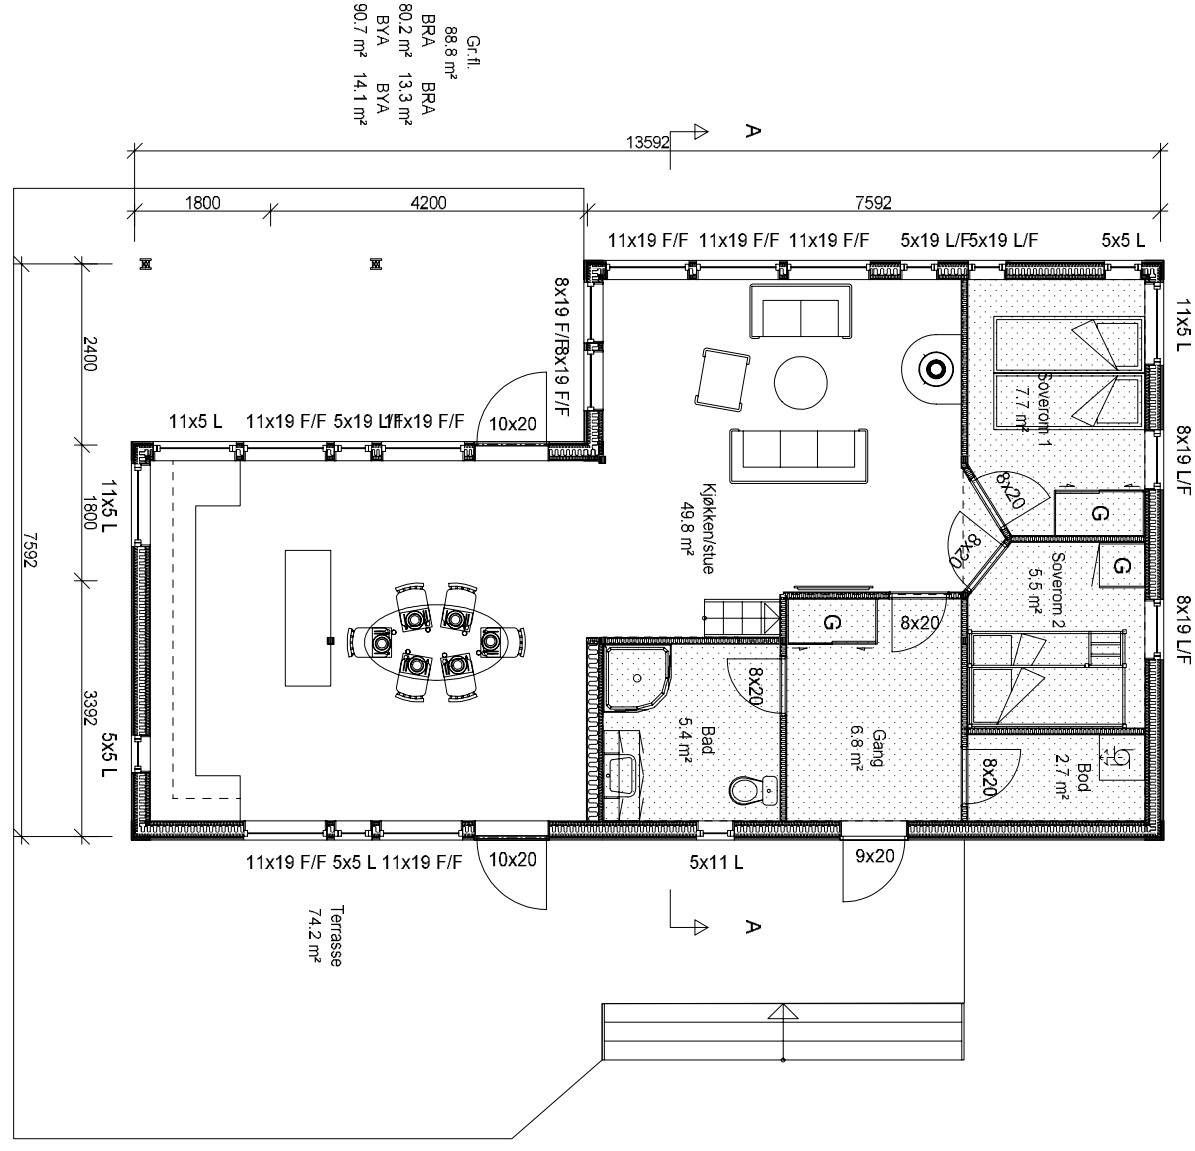 Gr.fl.
88.8 m²
BRA BRA
80.2 m² 13.3 m²
BYA BYA
90.7 m² 14.1 m²
A
13592
1800 4200 7592
11x19 F/F 11x19 F/F 11x19 F/F 5x19 L/F 5x19 L/F 5x5 L
8x19 F/F 8x19 F/F
11x5 L
8x19 L/F
8x19 L/F
11x5 L 11x19 F/F 5x19 L/F 11x19 F/F 10x20
2400
1800
3392
7592
11x5 L
5x5 L
Soverom 1
7.7 m²
8x20
G
8x20
G
Soverom 2
5.5 m²
Kjøkken/stue
49.8 m²
G
8x20
8x20
Bad
5.4 m²
Gang
6.8 m²
8x20
Bod
2.7 m²
11x19 F/F 5x5 L 11x19 F/F 10x20 5x11 L 9x20
A
Terrasse
74.2 m²